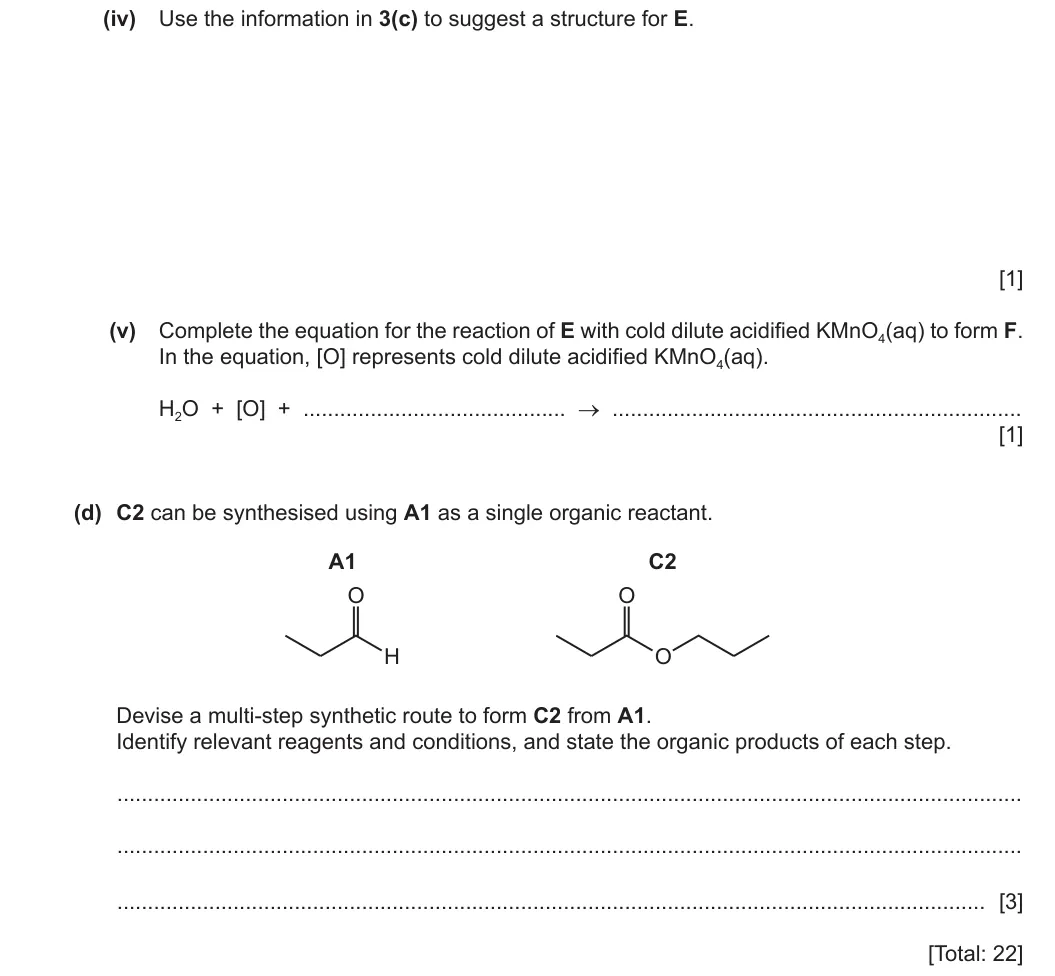 (iv) Use the information in 3(c) to suggest a structure for E.
[1]
(v) Complete the equation for the reaction of E with cold dilute acidified KMnO₄(aq) to form F.
In the equation, [O] represents cold dilute acidified KMnO₄(aq).
H₂O + [O] + ........................................... → ....................................................................
[1]
(d) C2 can be synthesised using A1 as a single organic reactant.
A1 C2
O O
H O
Devise a multi-step synthetic route to form C2 from A1.
Identify relevant reagents and conditions, and state the organic products of each step.
......................................................................................................................................................
......................................................................................................................................................
................................................................................................................................................ [3]
[Total: 22]